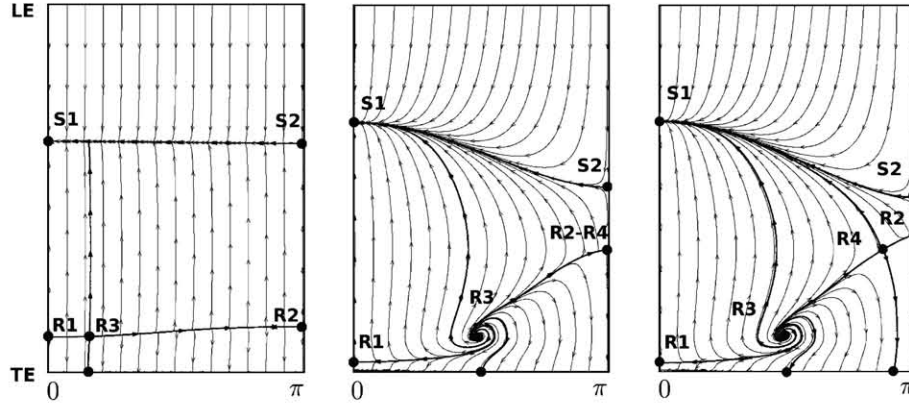 LE
S1 S2
R1 R3 R2
TE
0 π
S1
S2
R2-R4
R3
R1
0 π
S1
S2
R2
R4
R3
R1
0 π